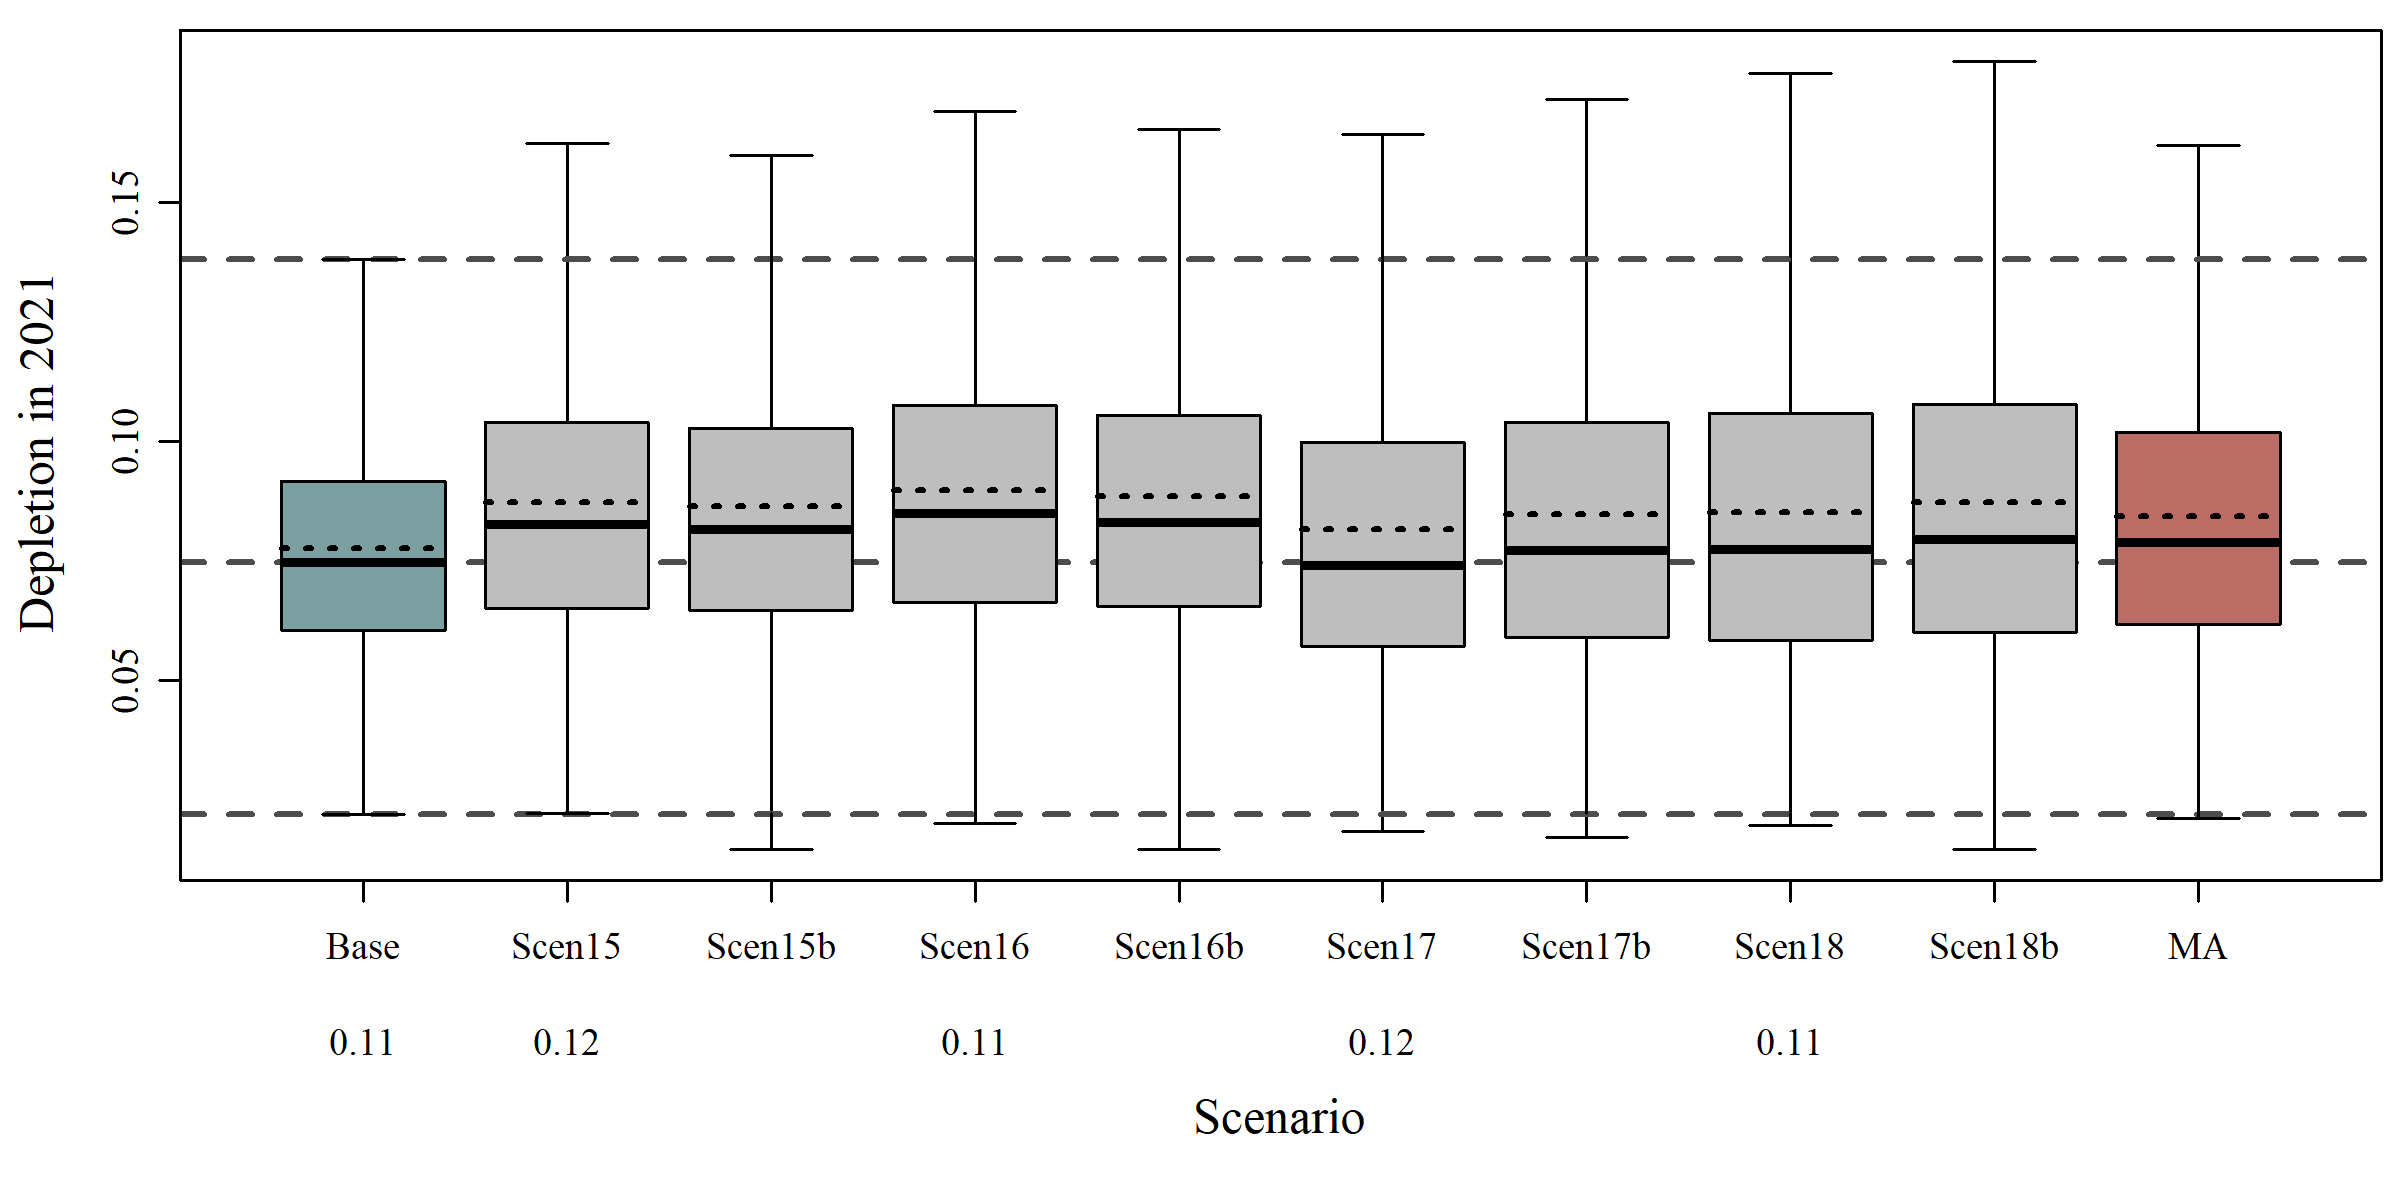 Depletion in 2021
0.15
0.10
0.05
Base Scen15 Scen15b Scen16 Scen16b Scen17 Scen17b Scen18 Scen18b MA
0.11 0.12 0.11 0.12 0.11
Scenario